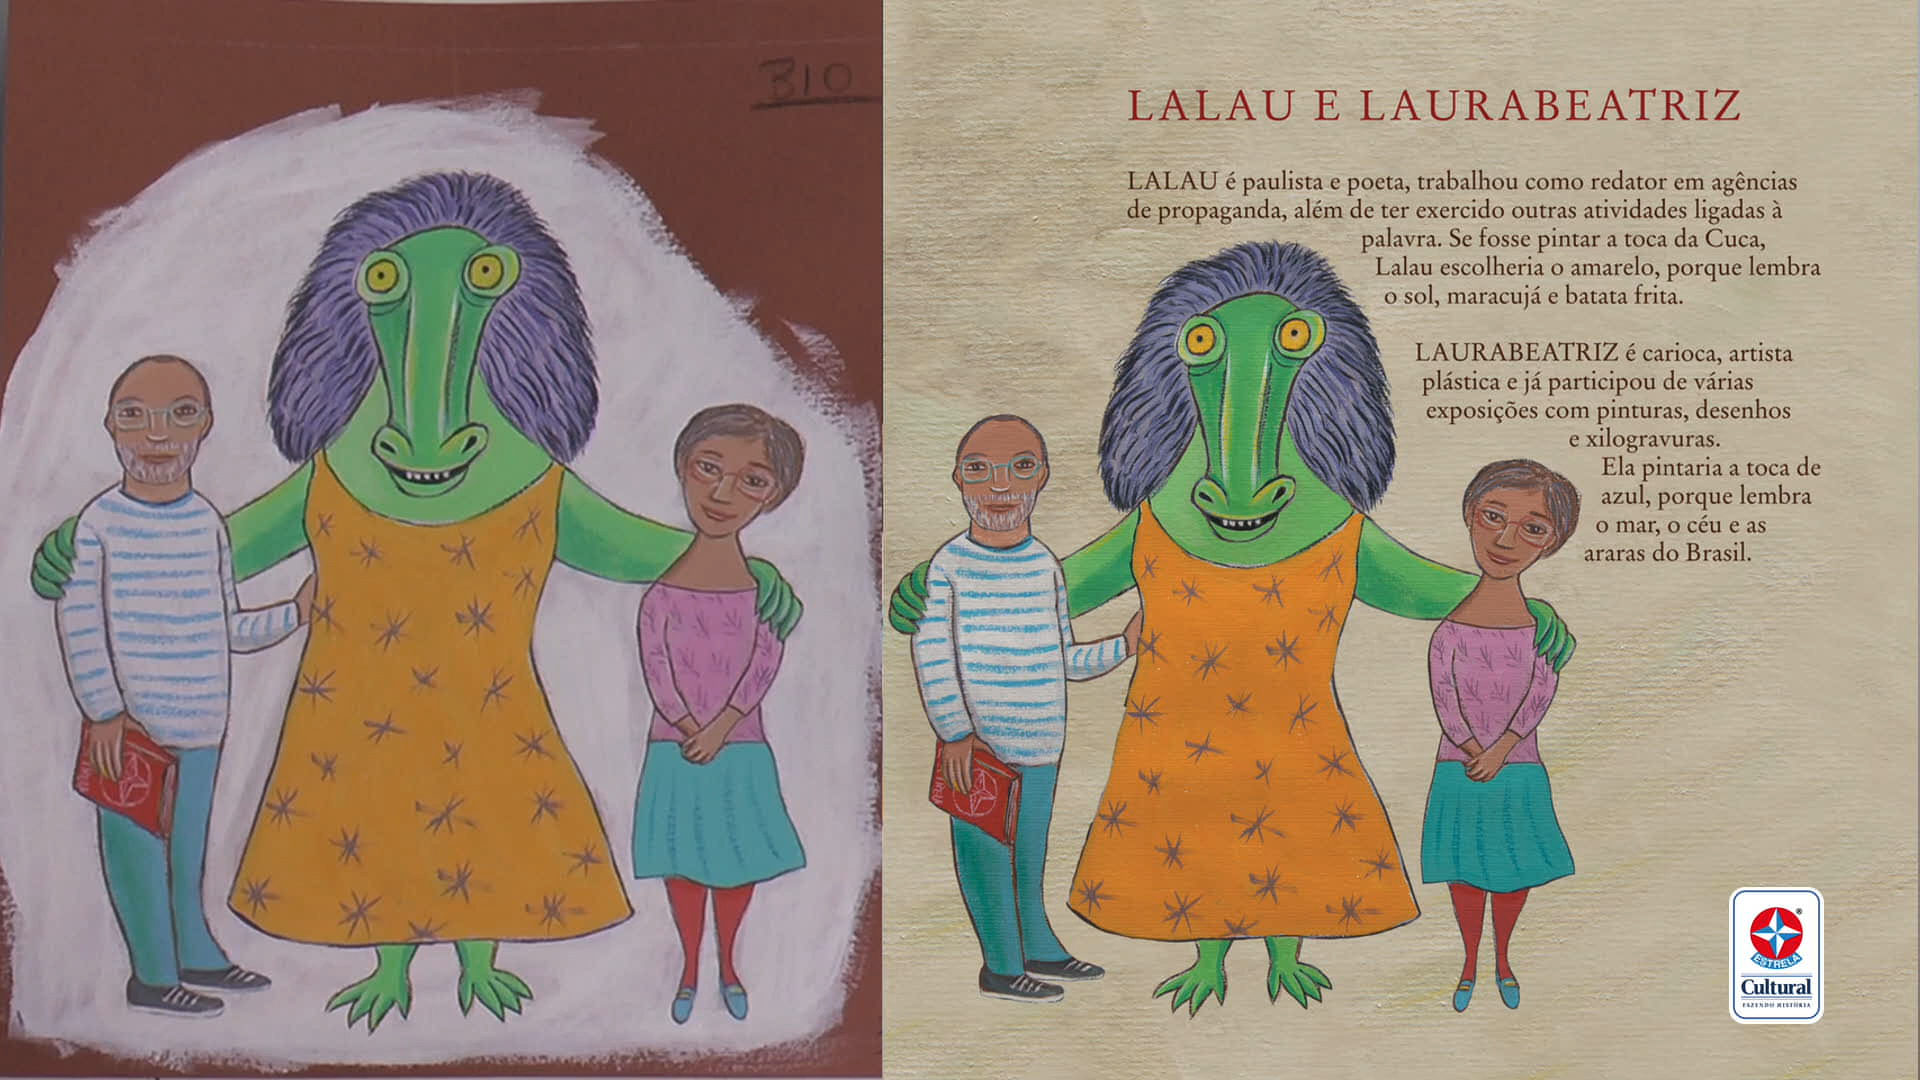 BIO
LALAU E LAURABEATRIZ
LALAU é paulista e poeta, trabalhou como redator em agências
de propaganda, além de ter exercido outras atividades ligadas à
palavra. Se fosse pintar a toca da Cuca,
Lalau escolheria o amarelo, porque lembra
o sol, maracujá e batata frita.
LAURABEATRIZ é carioca, artista
plástica e já participou de várias
exposições com pinturas, desenhos
e xilogravuras.
Ela pintaria a toca de
azul, porque lembra
o mar, o céu e as
araras do Brasil.
®
ESTRELA
Cultural
FAZENDO HISTÓRIA